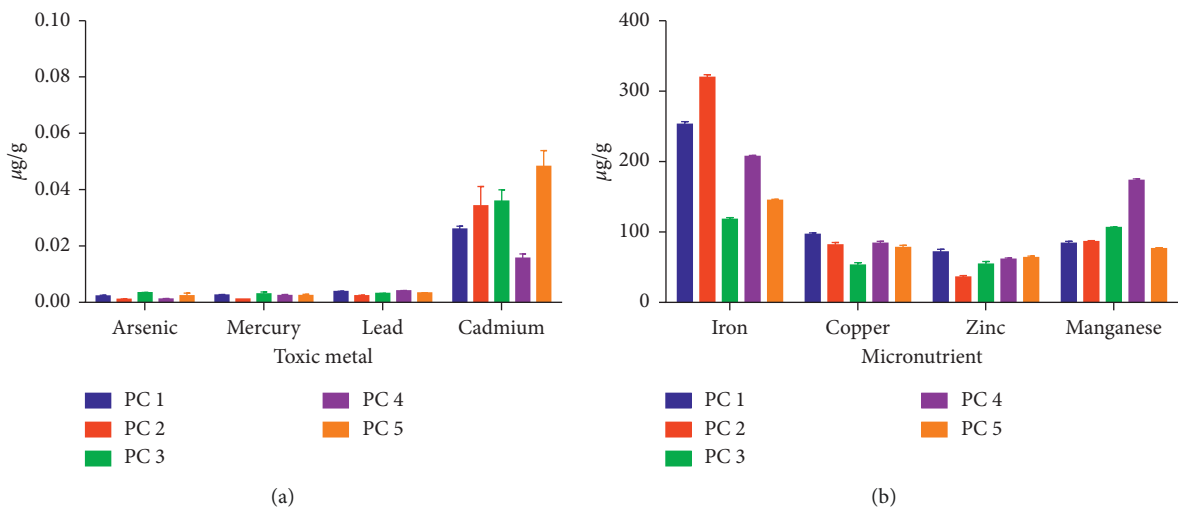 0.10
0.08
0.06
0.04
0.02
0.00
μg/g
Arsenic Mercury Lead Cadmium
Toxic metal
PC 1
PC 2
PC 3
PC 4
PC 5
(a)
400
300
200
100
0
μg/g
Iron Copper Zinc Manganese
Micronutrient
PC 1
PC 2
PC 3
PC 4
PC 5
(b)